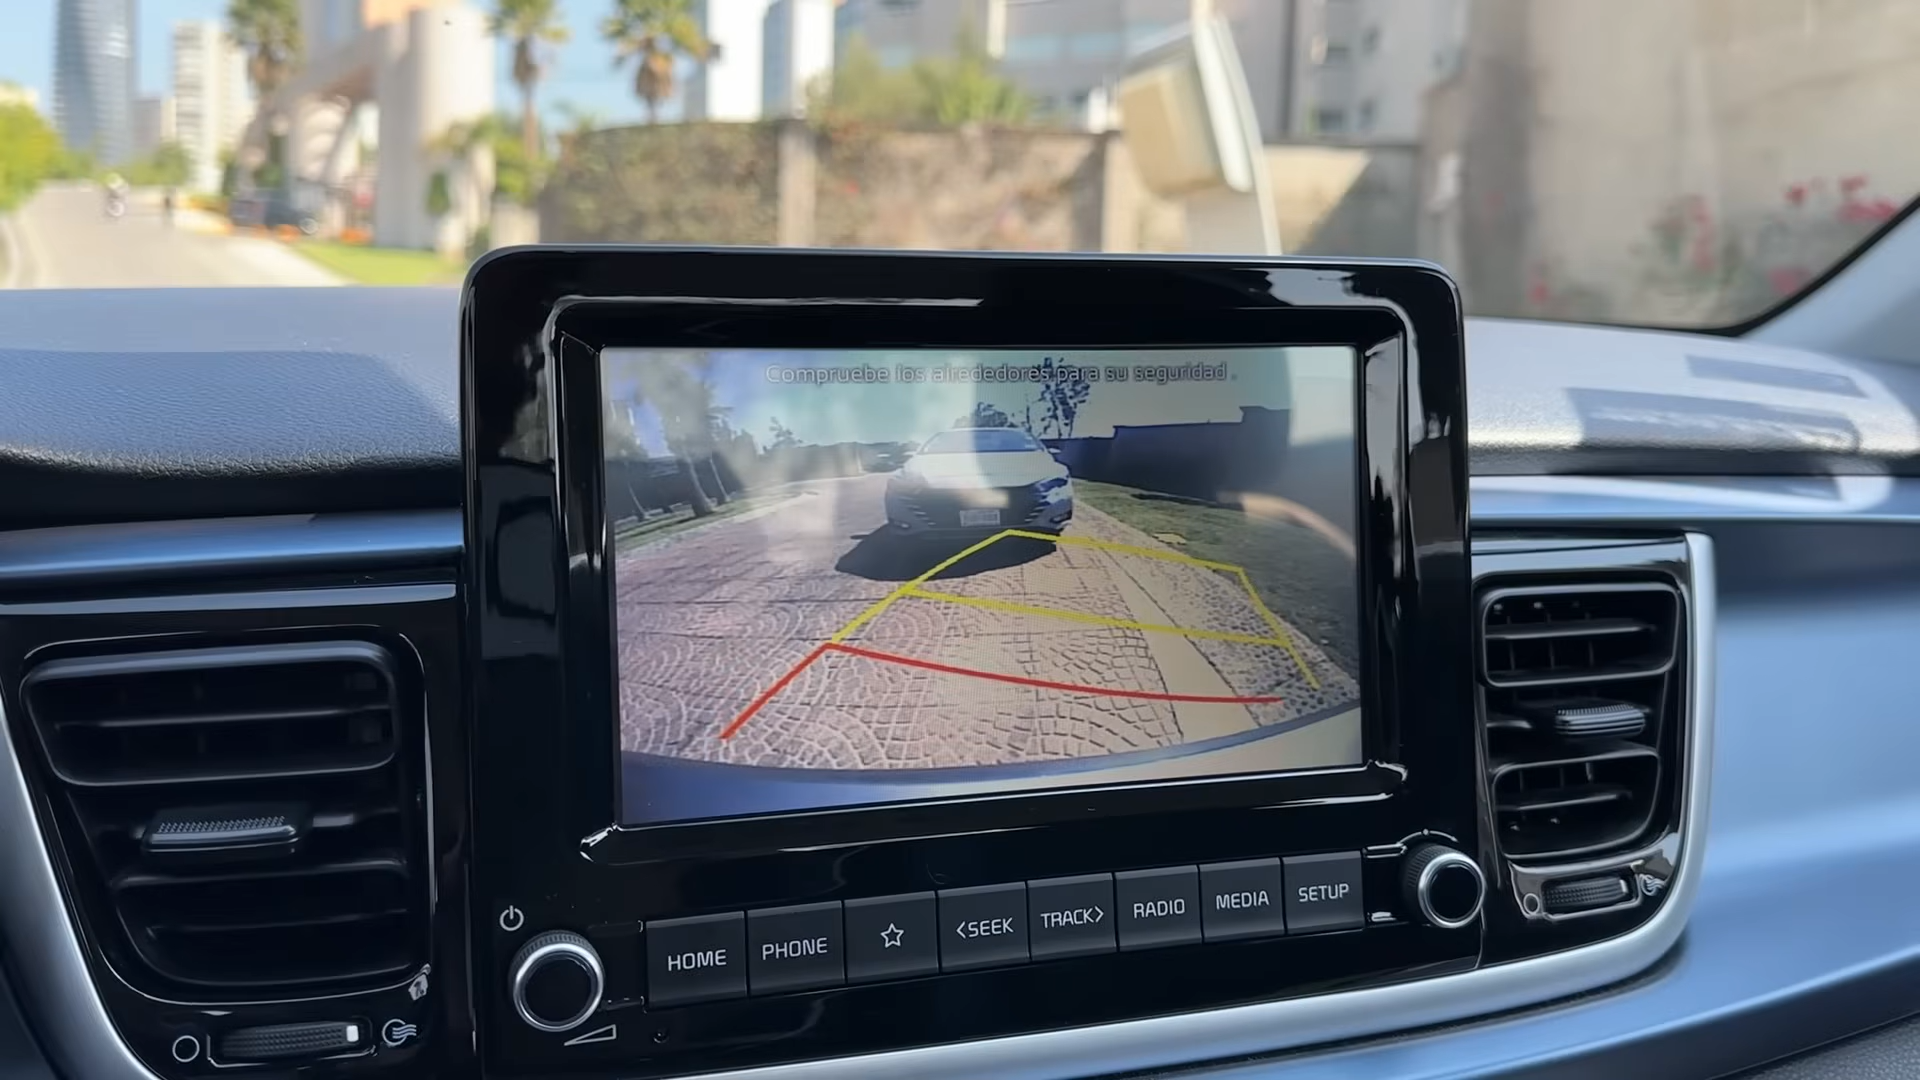 Compruebe los alrededores para su seguridad .
HOME
PHONE
<SEEK
TRACK>
RADIO
MEDIA
SETUP